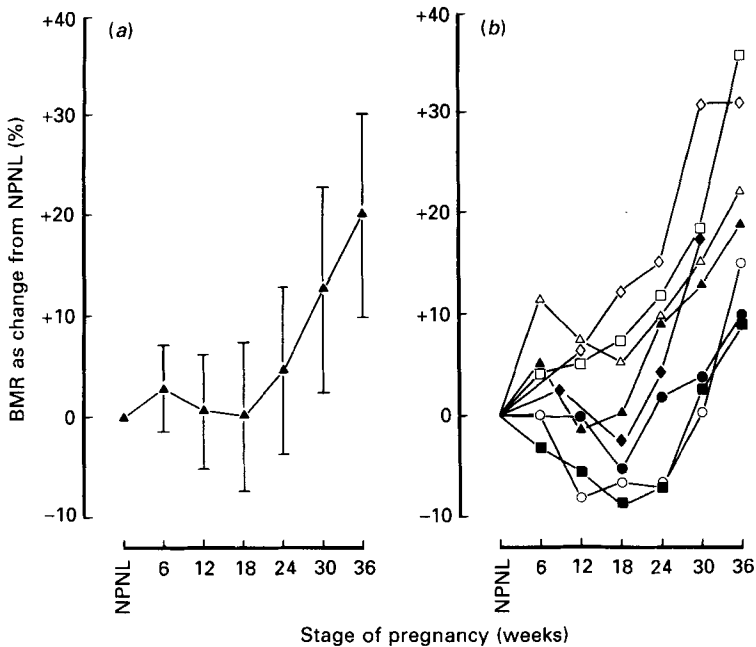 BMR as change from NPNL (%)
(a)
+40
+30
+20
+10
0
−10
NPNL 6 12 18 24 30 36
(b)
+40
+30
+20
+10
0
−10
NPNL 6 12 18 24 30 36
Stage of pregnancy (weeks)